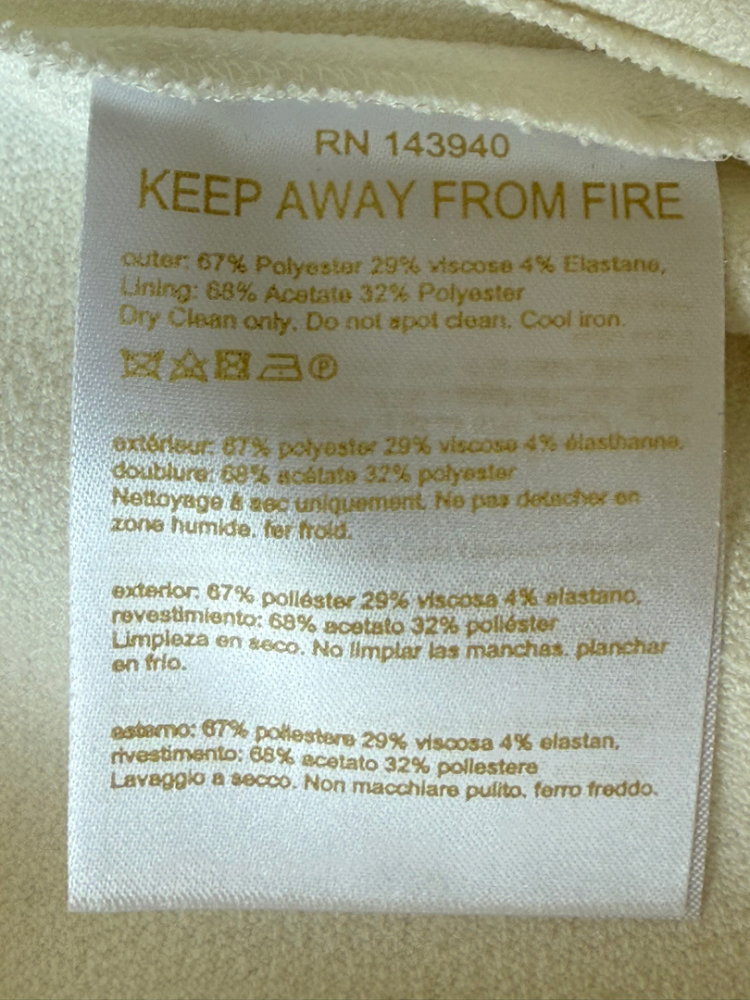 RN 143940
KEEP AWAY FROM FIRE
outer: 67% Polyester 29% viscose 4% Elastane,
Lining: 68% Acetate 32% Polyester
Dry Clean only. Do not spot clean. Cool iron.
P
extérieur: 67% polyester 29% viscose 4% élasthanne,
doublure: 68% acétate 32% polyester
Nettoyage à sec uniquement. Ne pas detacher en
zone humide. fer froid.
exterior: 67% poliéster 29% viscosa 4% elastano,
revestimiento: 68% acetato 32% poliéster
Limpieza en seco. No limpiar las manchas. planchar
en frío.
esterno: 67% poliestere 29% viscosa 4% elastan,
rivestimento: 68% acetato 32% poliestere
Lavaggio a secco. Non macchiare pulito. ferro freddo.